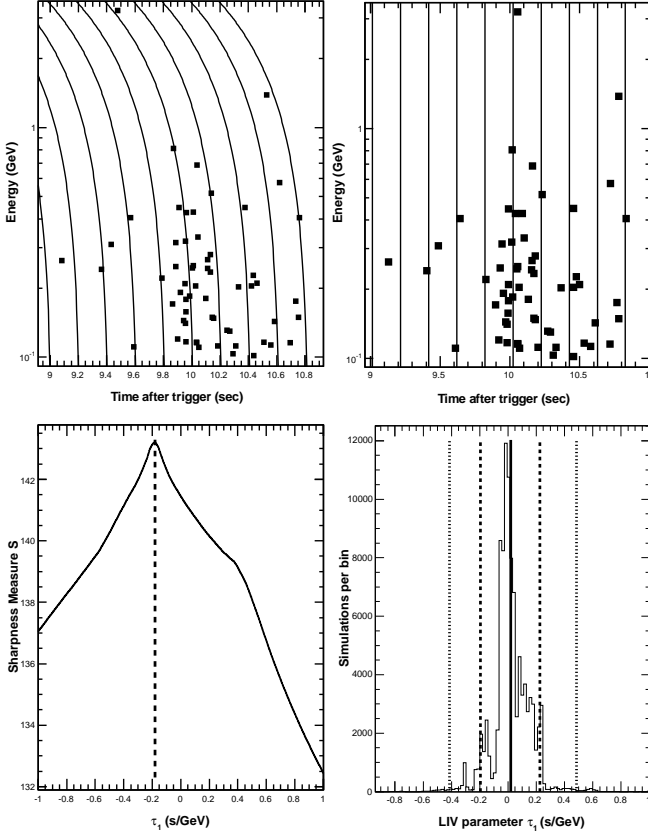 Energy (GeV)
1
10⁻¹
9 9.2 9.4 9.6 9.8 10 10.2 10.4 10.6 10.8
Time after trigger (sec)
Energy (GeV)
1
10⁻¹
9 9.5 10 10.5 1
Time after trigger (sec)
Sharpness Measure S
142
140
138
136
134
132
-1 -0.8 -0.6 -0.4 -0.2 0 0.2 0.4 0.6 0.8 1
τ₁ (s/GeV)
Simulations per bin
12000
10000
8000
6000
4000
2000
0
-0.8 -0.6 -0.4 -0.2 0 0.2 0.4 0.6 0.8
LIV parameter τ₁ (s/GeV)